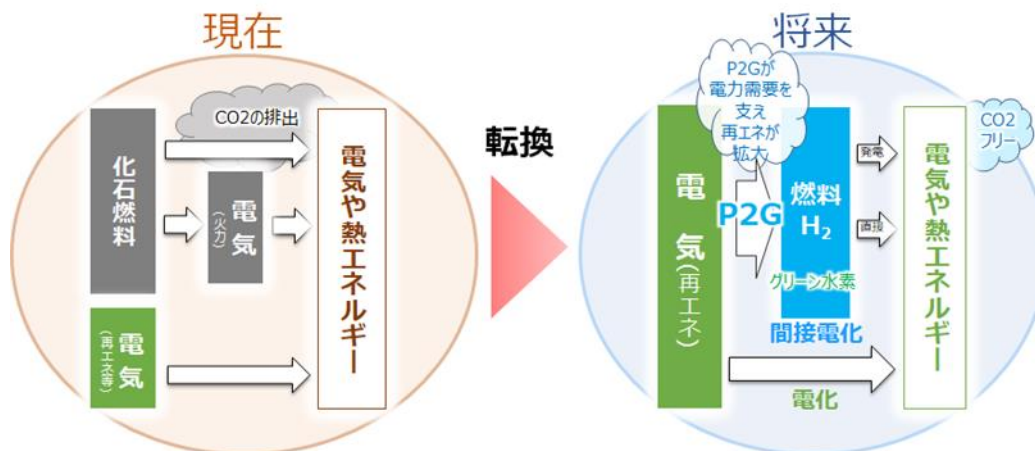 現在
CO2の排出
化石燃料
電気
(火力)
電気
(再エネ等)
電気や熱エネルギー
転換
将来
P2Gが
電力需要を
支え
再エネが
拡大
電気(再エネ)
P2G
燃料
H2
グリーン水素
間接電化
発電
直接
電化
電気や熱エネルギー
CO2
フリー